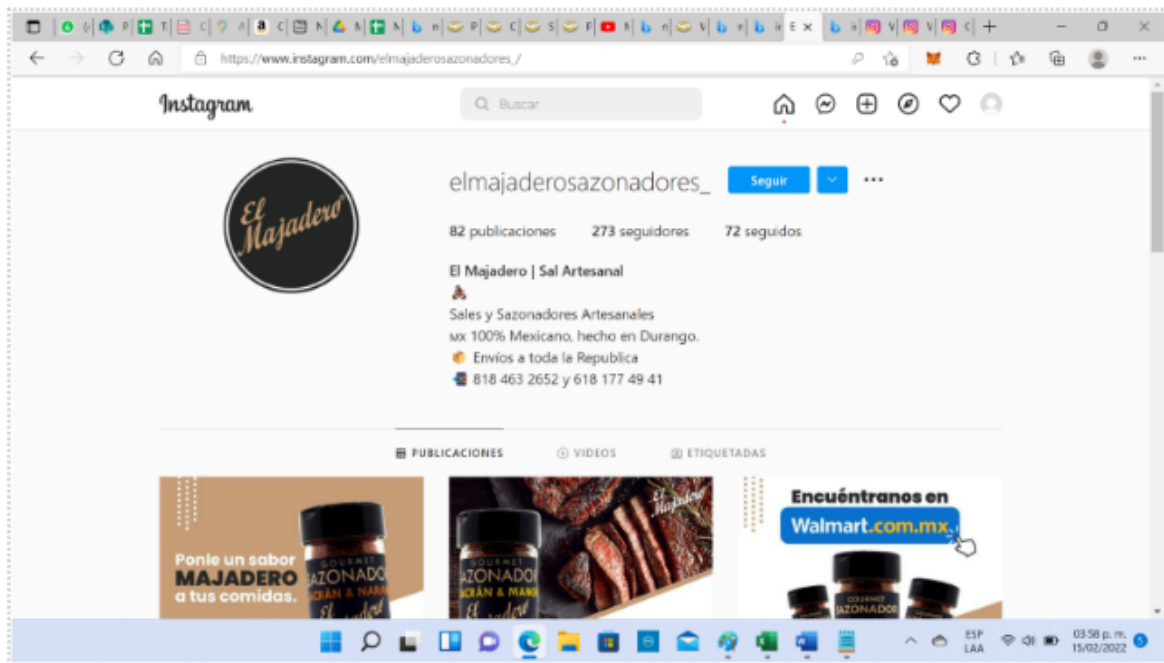 https://www.instagram.com/elmajaderosazonadores_/
Instagram
Buscar
El
Majadero
elmajaderosazonadores_
Seguir
82 publicaciones 273 seguidores 72 seguidos
El Majadero | Sal Artesanal
Sales y Sazonadores Artesanales
MX 100% Mexicano, hecho en Durango.
Envíos a toda la Republica
818 463 2652 y 618 177 49 41
PUBLICACIONES VIDEOS ETIQUETADAS
Ponle un sabor
MAJADERO
a tus comidas.
GOURMET
El Majadero
Encuéntranos en
Walmart.com.mx
GOURMET
SAZONADOR
ESP
LAA
03:58 p. m.
15/02/2022